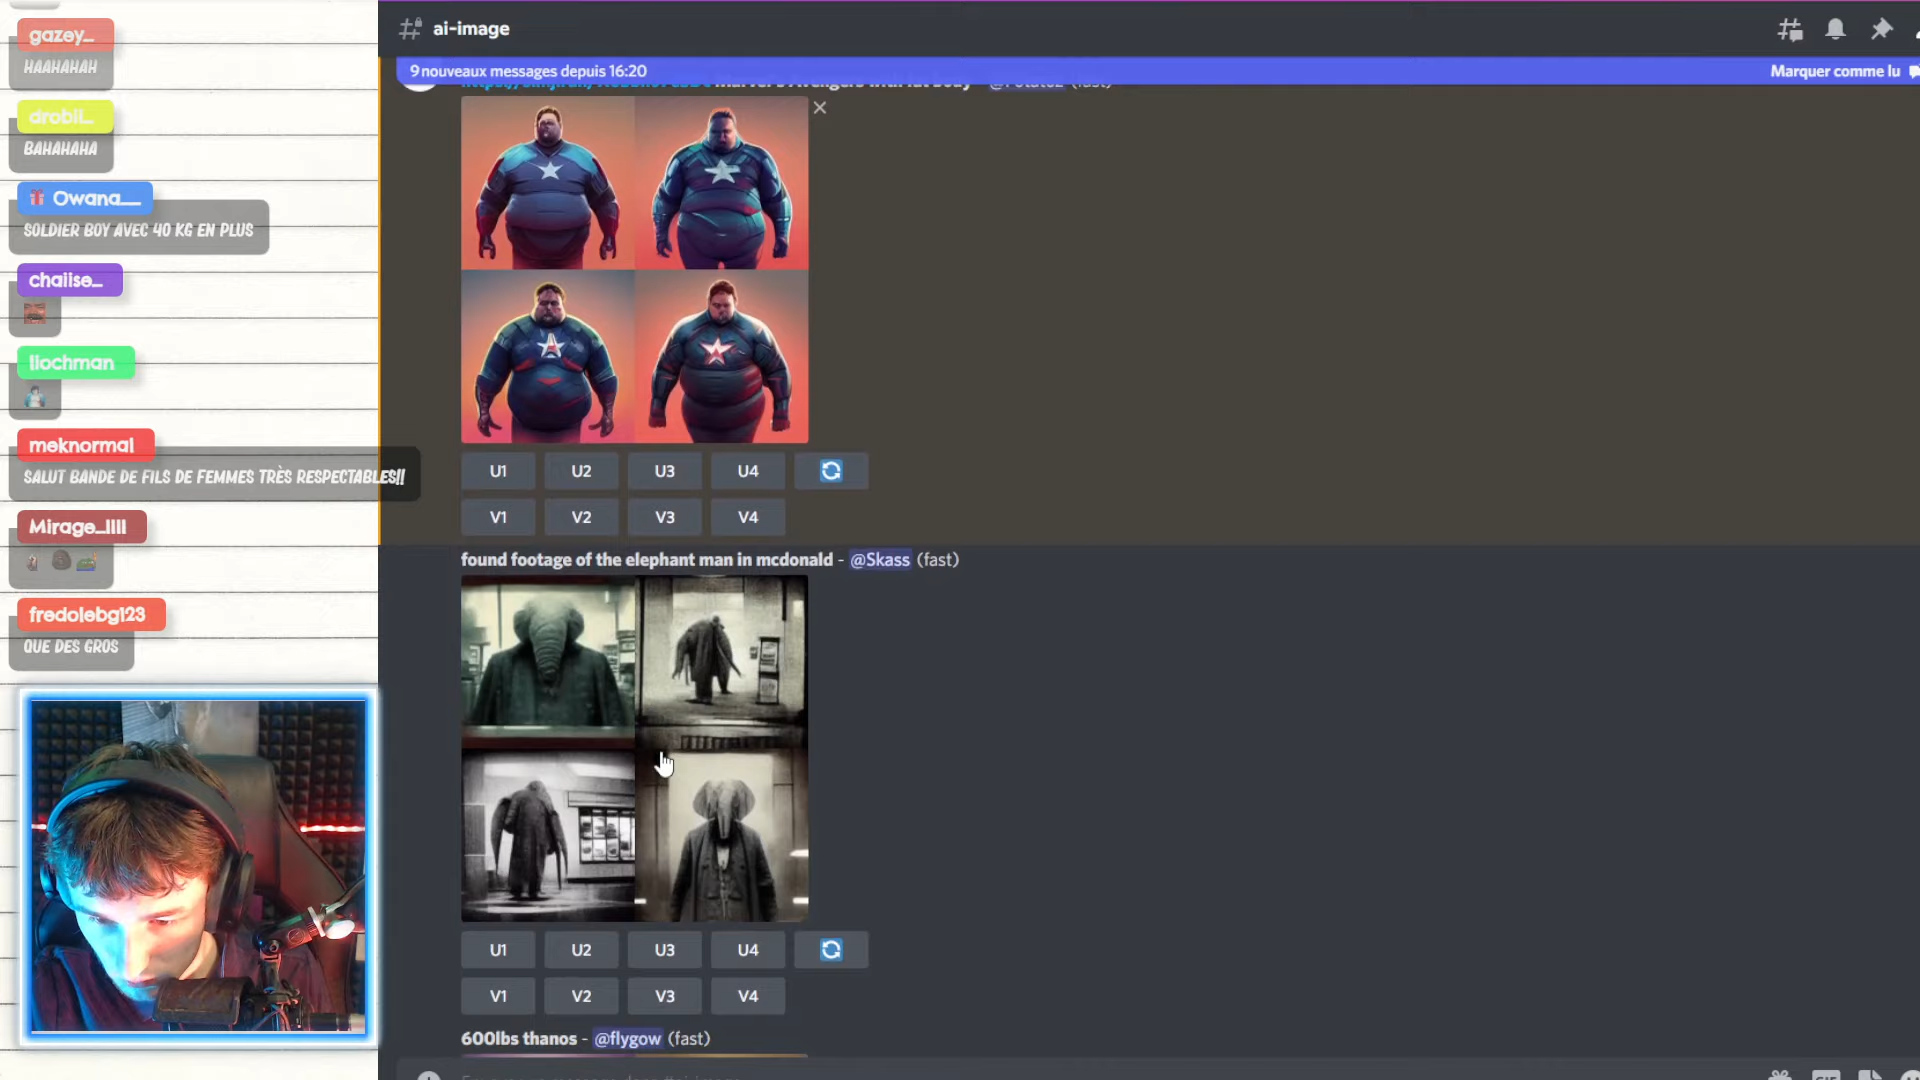 gazey_
HAAHAHAH
drobil_
BAHAHAHA
Owana__
SOLDIER BOY AVEC 40 KG EN PLUS
chaiise_
liochman
meknormal
SALUT BANDE DE FILS DE FEMMES TRÈS RESPECTABLES!!
Mirage_llll
fredolebg123
QUE DES GROS
ai-image
9 nouveaux messages depuis 16:20
Marquer comme lu
U1 U2 U3 U4
V1 V2 V3 V4
found footage of the elephant man in mcdonald - @Skass (fast)
U1 U2 U3 U4
V1 V2 V3 V4
600lbs thanos - @flygow (fast)
GIF